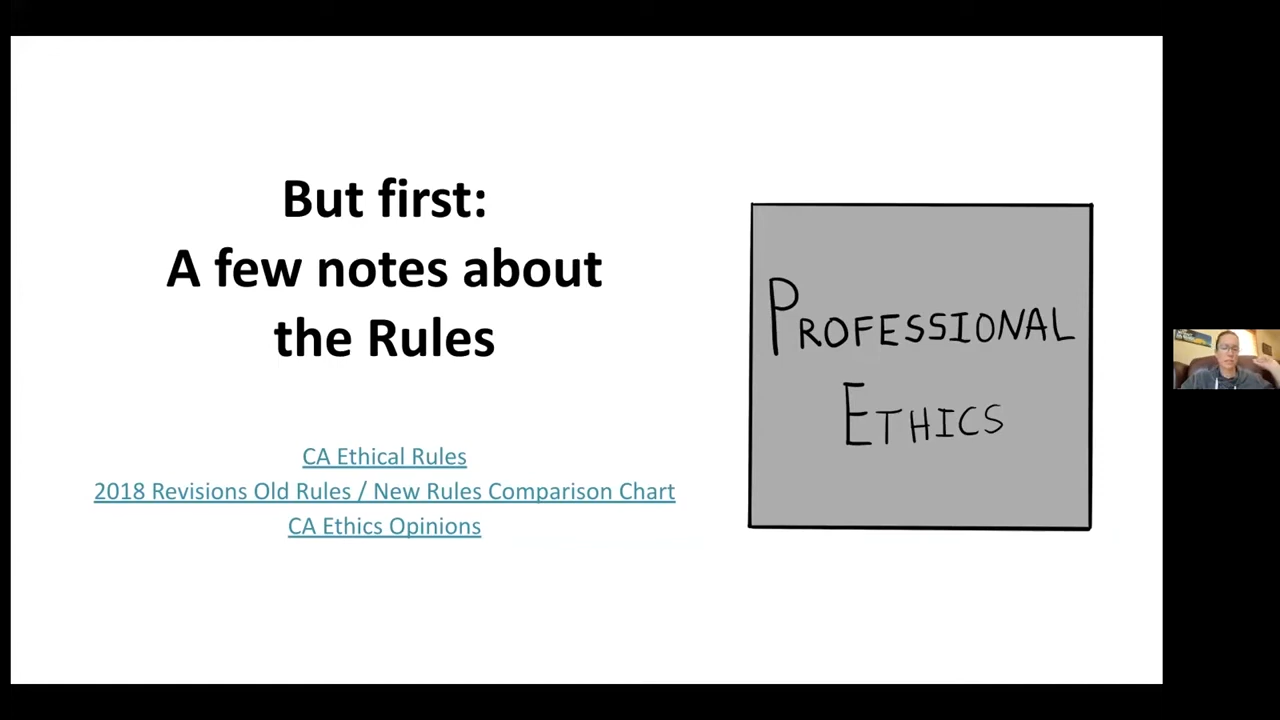 But first:
A few notes about
the Rules
CA Ethical Rules
2018 Revisions Old Rules / New Rules Comparison Chart
CA Ethics Opinions
PROFESSIONAL
ETHICS